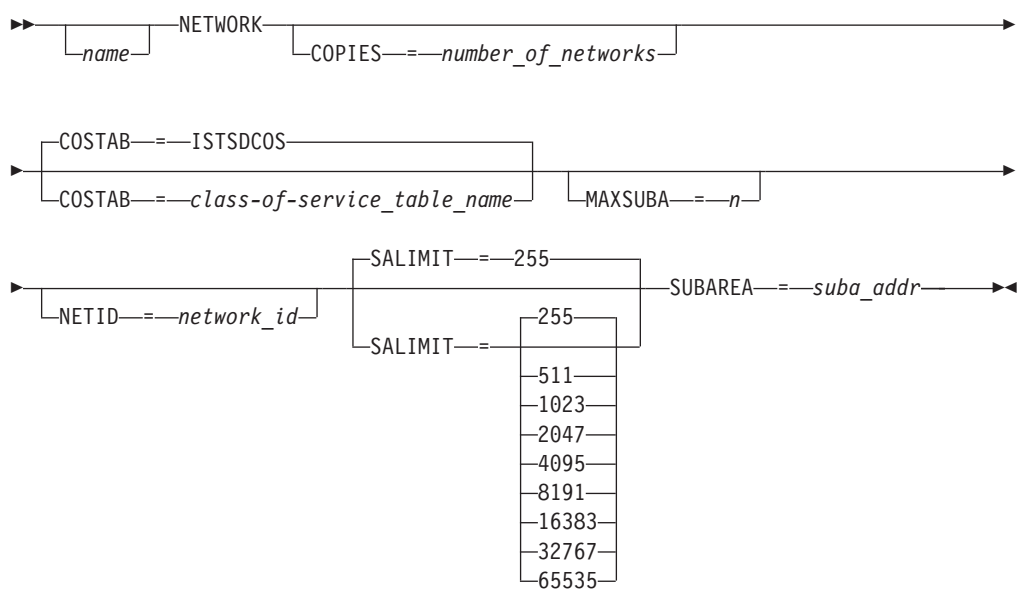 NETWORK
name
COPIES = number_of_networks
COSTAB = ISTSDCOS
COSTAB = class-of-service_table_name
MAXSUBA = n
SALIMIT = 255
NETID = network_id
SUBAREA = suba_addr
SALIMIT =
255
511
1023
2047
4095
8191
16383
32767
65535